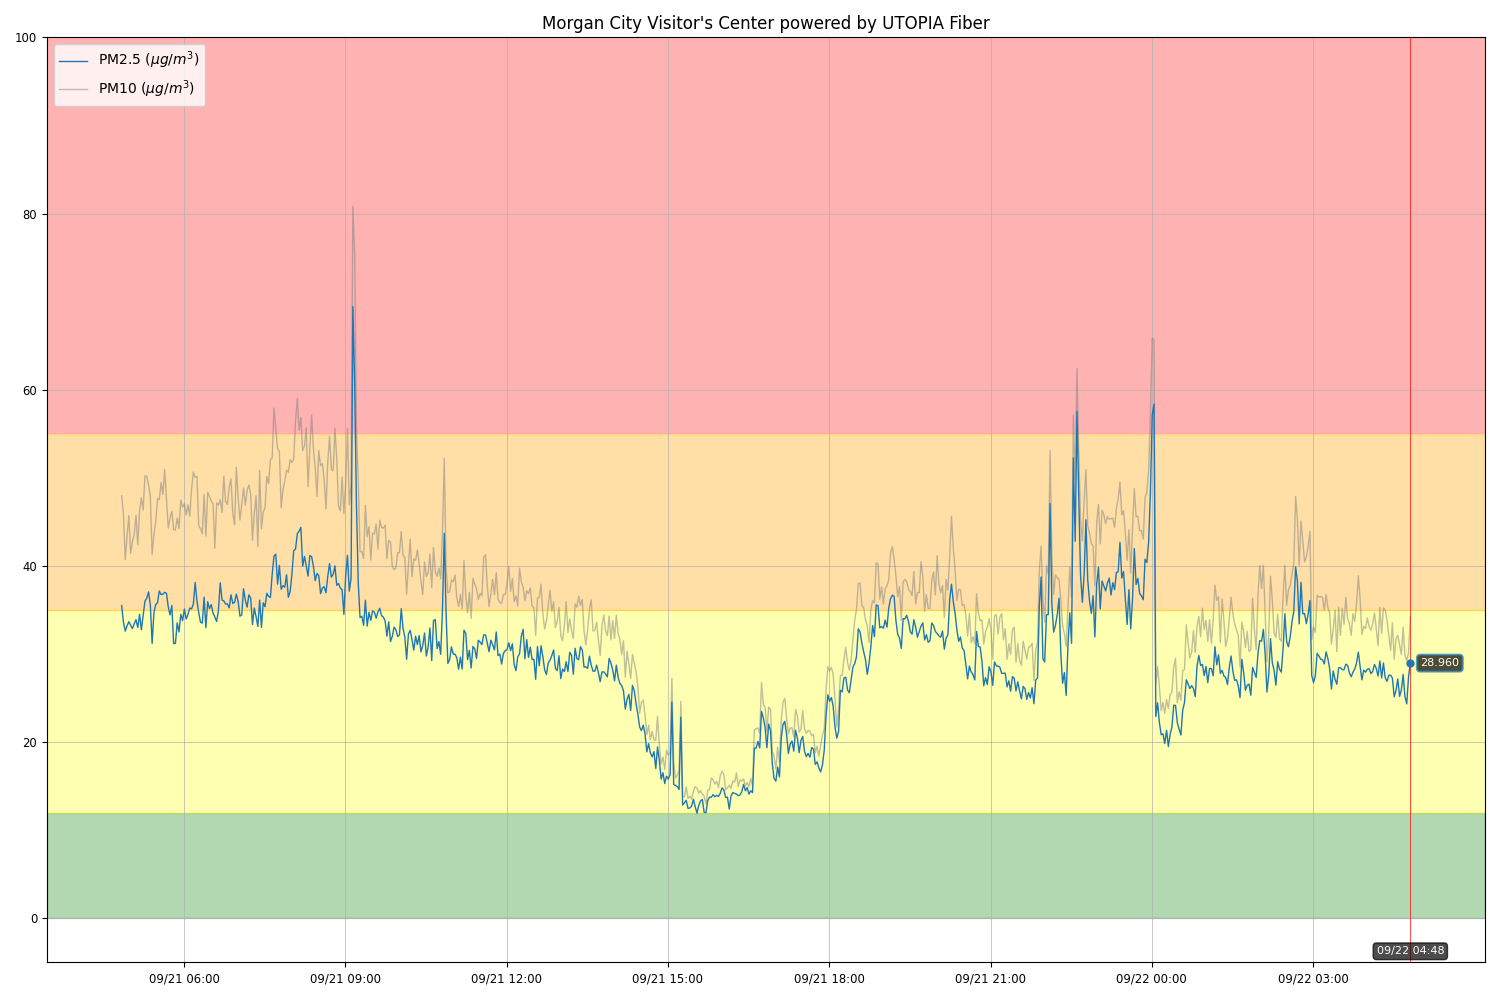 Morgan City Visitor's Center powered by UTOPIA Fiber
100
PM2.5 (μg/m³)
PM10 (μg/m³)
80
60
40
28.960
20
0
09/22 04:48
09/21 06:00 09/21 09:00 09/21 12:00 09/21 15:00 09/21 18:00 09/21 21:00 09/22 00:00 09/22 03:00